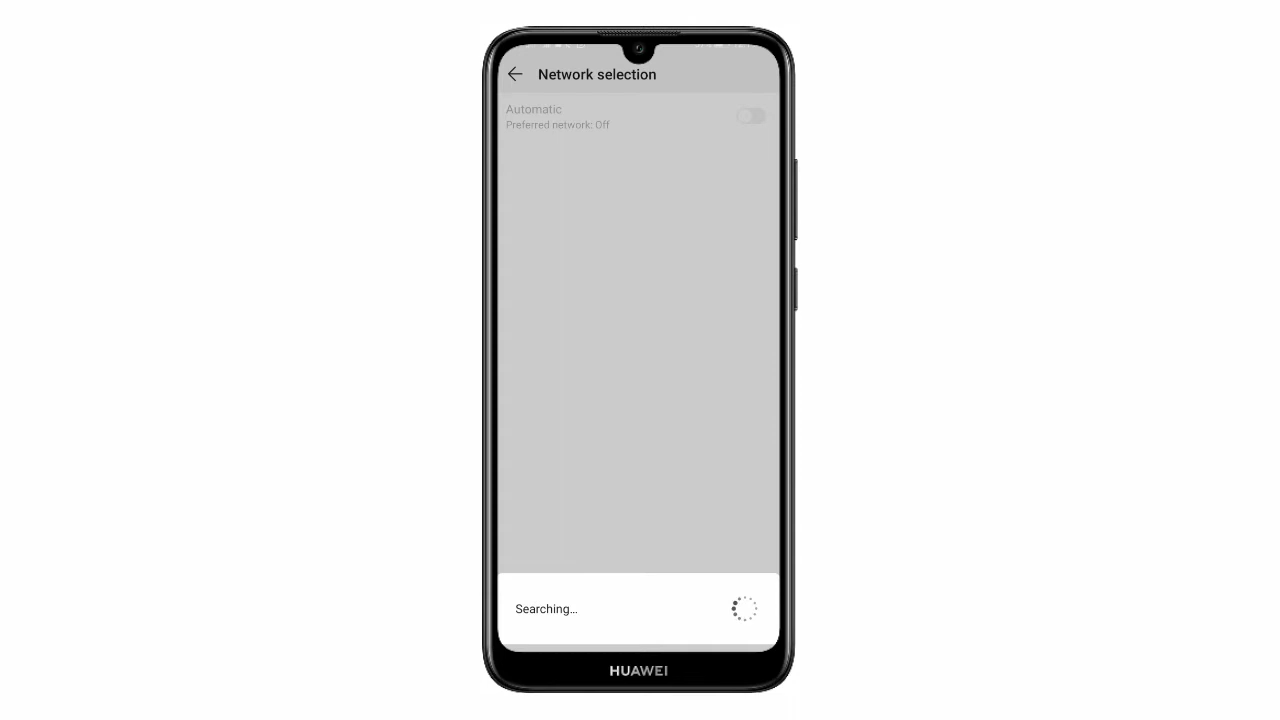 Network selection
Automatic
Preferred network: Off
Searching...
HUAWEI